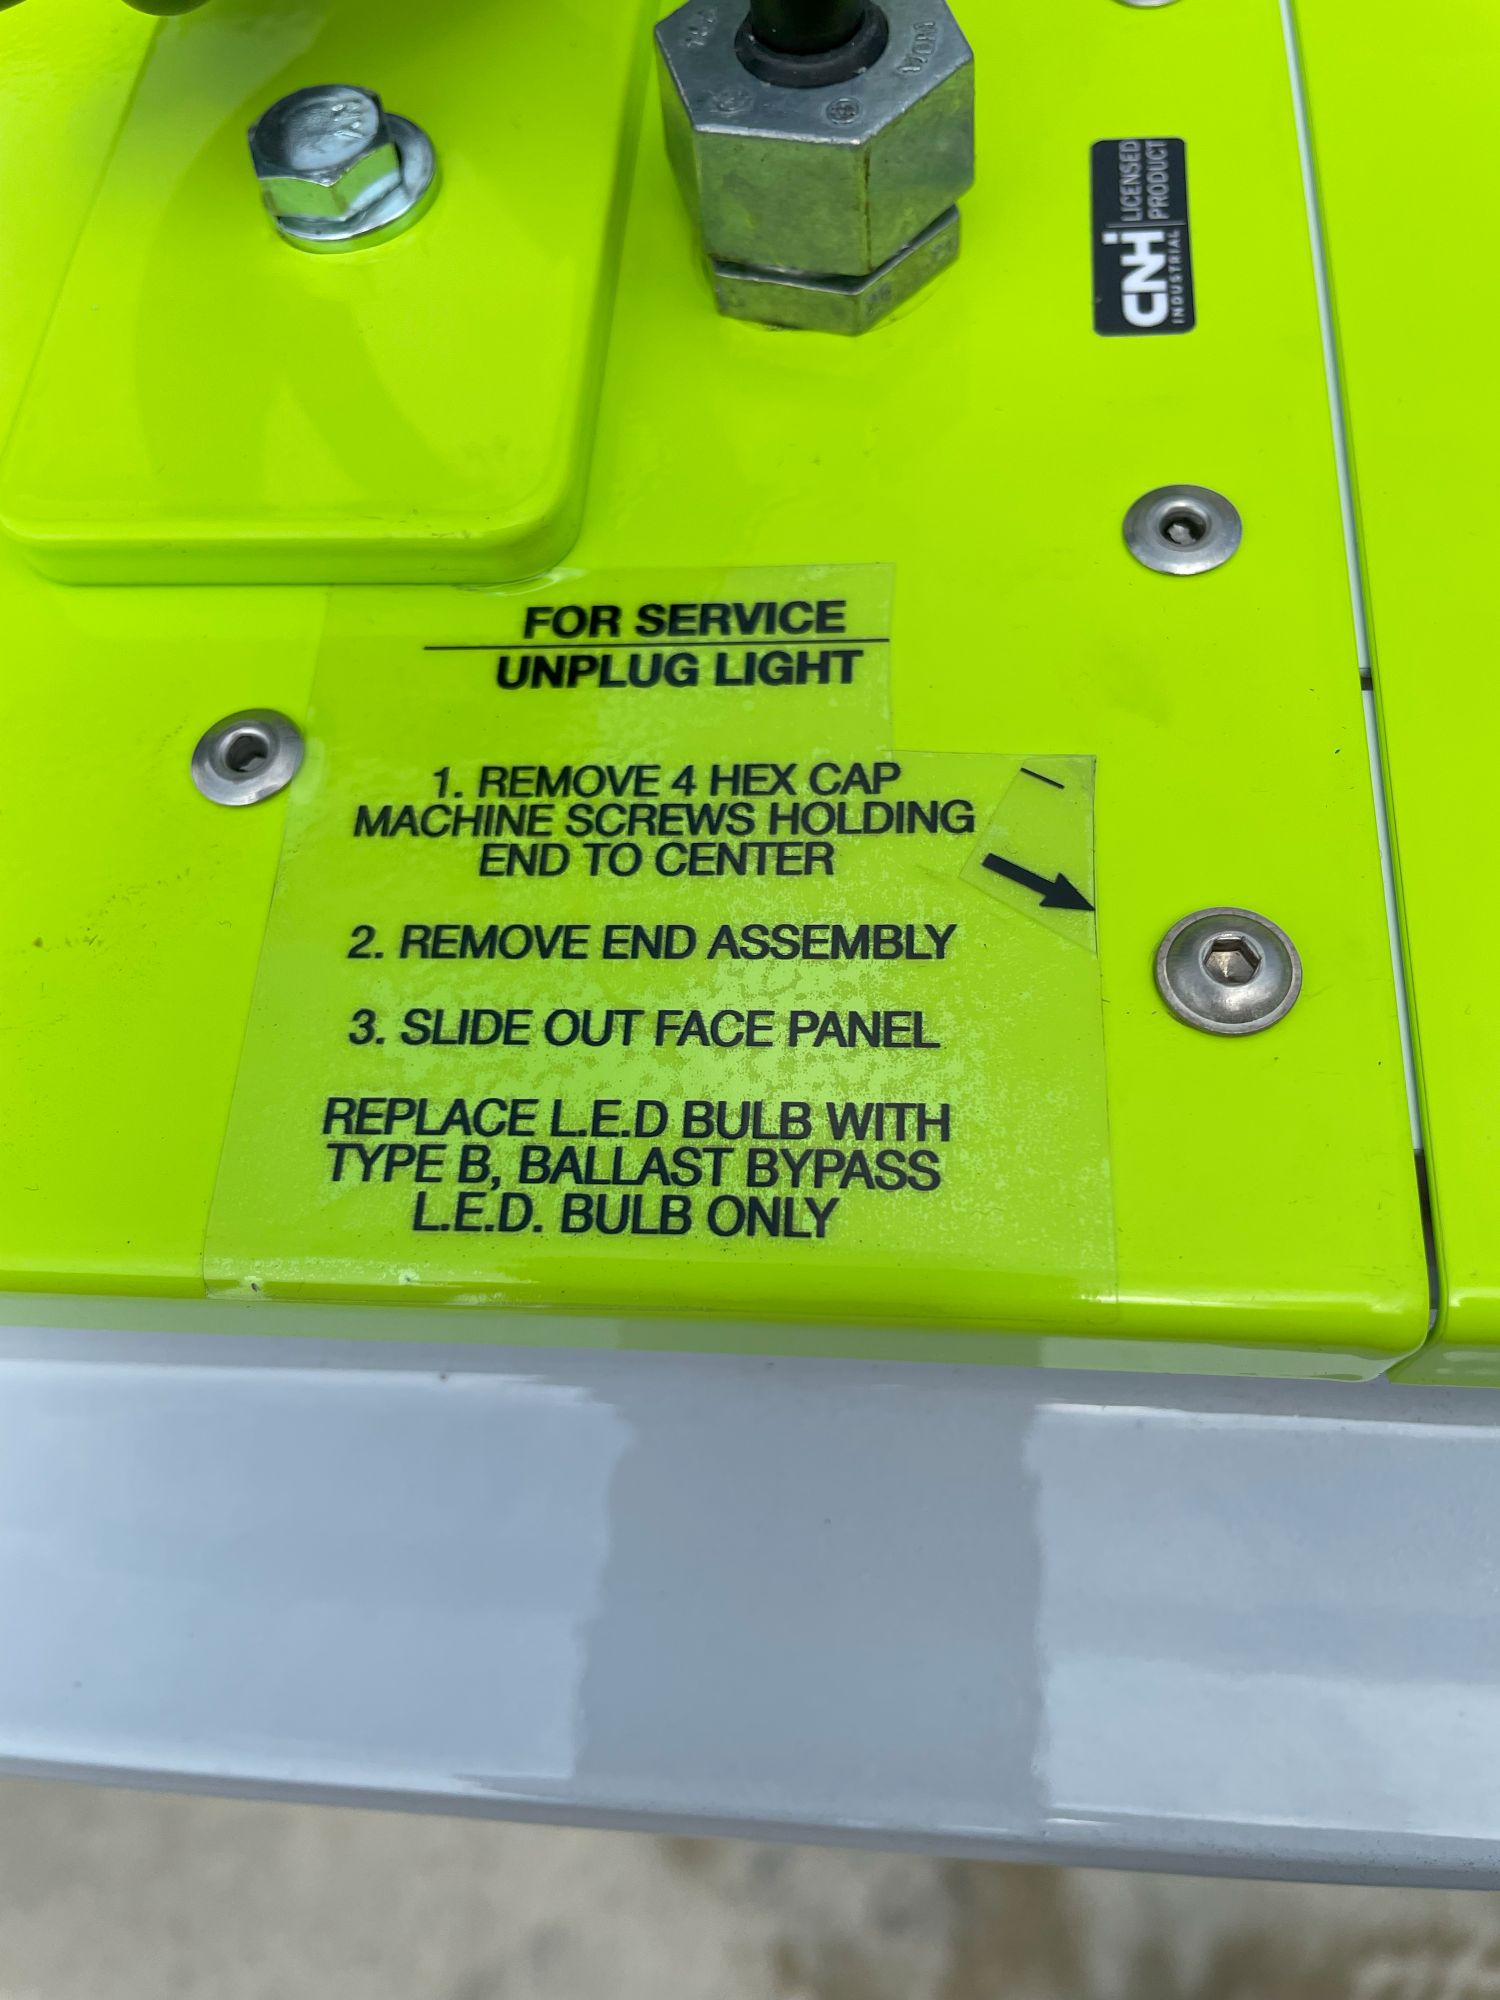 CNHi
INDUSTRIAL
LICENSED
PRODUCT
FOR SERVICE
UNPLUG LIGHT
1. REMOVE 4 HEX CAP
MACHINE SCREWS HOLDING
END TO CENTER
2. REMOVE END ASSEMBLY
3. SLIDE OUT FACE PANEL
REPLACE L.E.D BULB WITH
TYPE B, BALLAST BYPASS
L.E.D. BULB ONLY